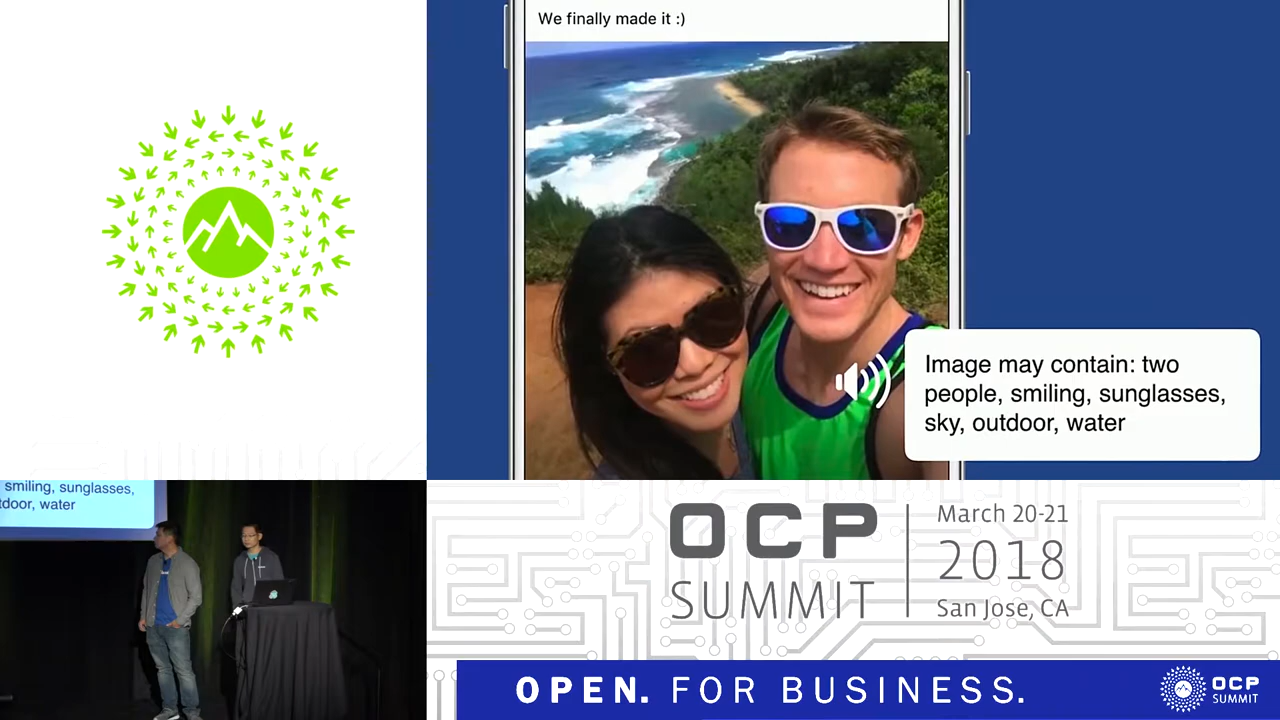 We finally made it :)
Image may contain: two
people, smiling, sunglasses,
sky, outdoor, water
smiling, sunglasses,
tdoor, water
OCP
SUMMIT
March 20-21
2018
San Jose, CA
OPEN. FOR BUSINESS.
OCP
SUMMIT